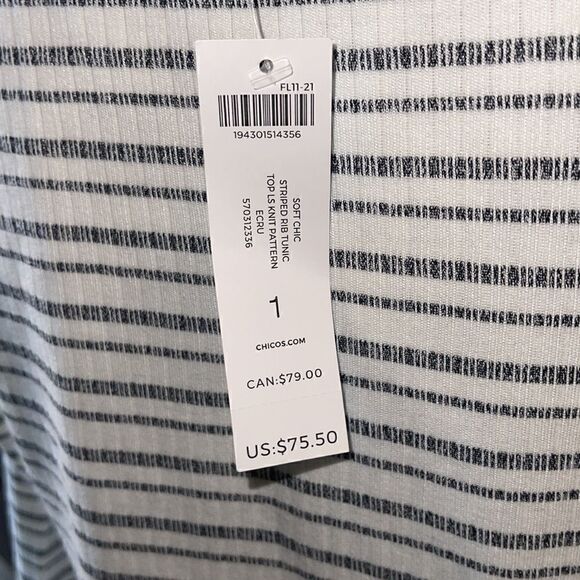 FL11-21
194301514356
SOFT CHIC
STRIPED RIB TUNIC
TOP LS KNIT PATTERN
ECRU
570312336
1
CHICOS.COM
CAN:$79.00
US:$75.50